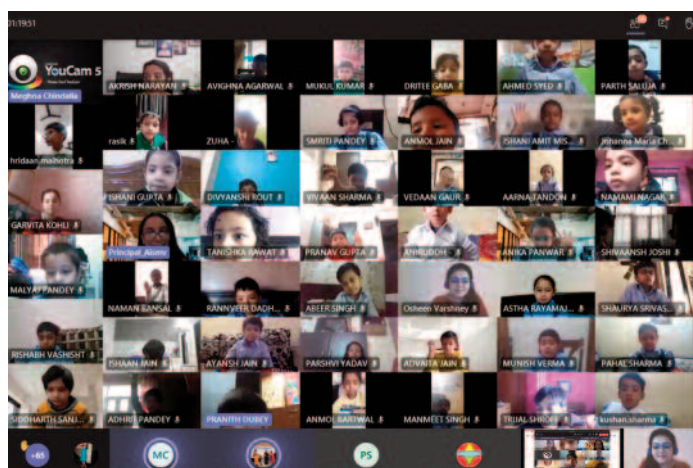 01:19:51
YouCam 5
Meghna Chindalia
AKRISH NARAYAN
AVIGHNA AGARWAL
MUKUL KUMAR
DRITEE GABA
AHMED SYED
PARTH SALUJA
hridaan.malhotra
rasik
ZUHA -
SMRITI PANDEY
ANMOL JAIN
ISHANI AMIT MIS...
Johanna Maria Ch...
GARVITA KOHLI
ISHANI GUPTA
DIVYANSHI ROUT
VIVAAN SHARMA
VEDAAN GAUR
AARNA TANDON
NAMAMI NAGAR
MALYAJ PANDEY
Principal_Alamv
TANISHKA RAWAT
PRANAV GUPTA
ANIRUDDH
ANIKA PANWAR
SHIVAANSH JOSHI
NAMAN BANSAL
RANNVEER DADH...
ABEER SINGH
Osheen Varshney
ASTHA RAYAMAJ...
SHAURYA SRIVAS...
RISHABH VASHISHT
ISHAAN JAIN
AYANSH JAIN
PARSHVI YADAV
ADVAITA JAIN
MUNISH VERMA
PAHAL SHARMA
SIDDHARTH SANJ...
ADHRIT PANDEY
PRANITH DUBEY
ANMOL BARTWAL
MANMEET SINGH
TRIJAL SHROFF
kushan.sharma
+65
MC
PS